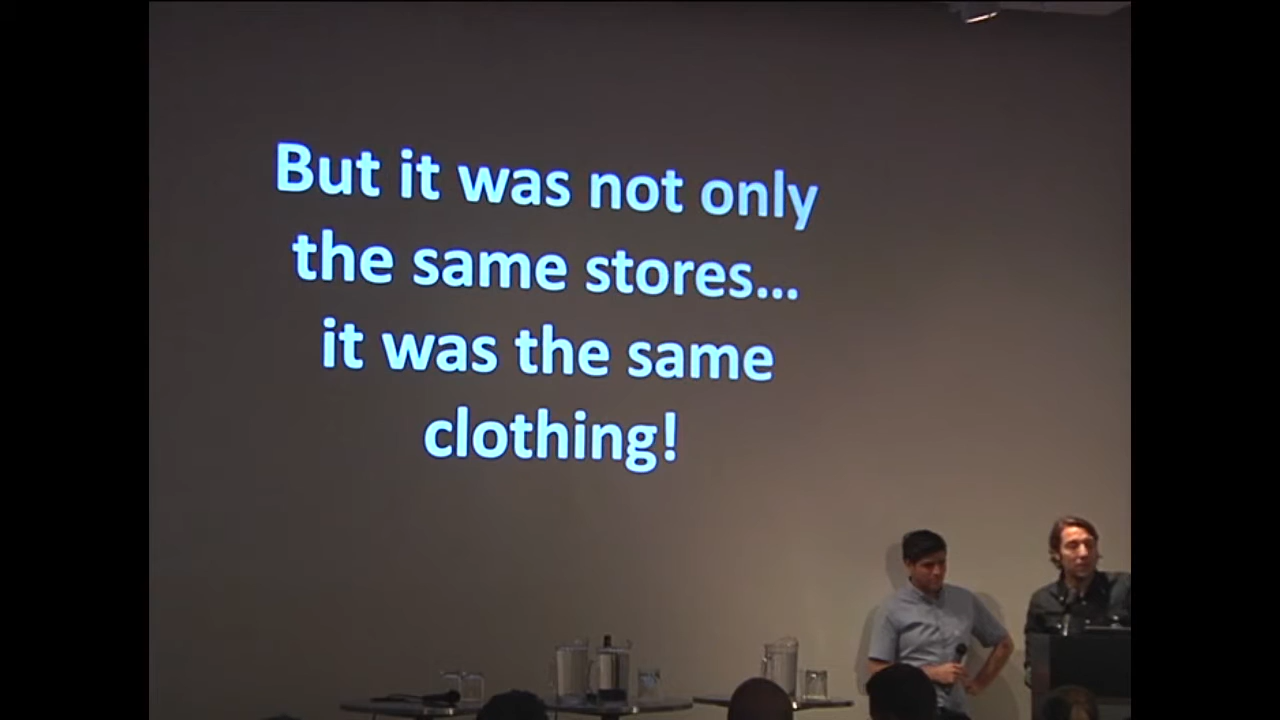 But it was not only
the same stores...
it was the same
clothing!